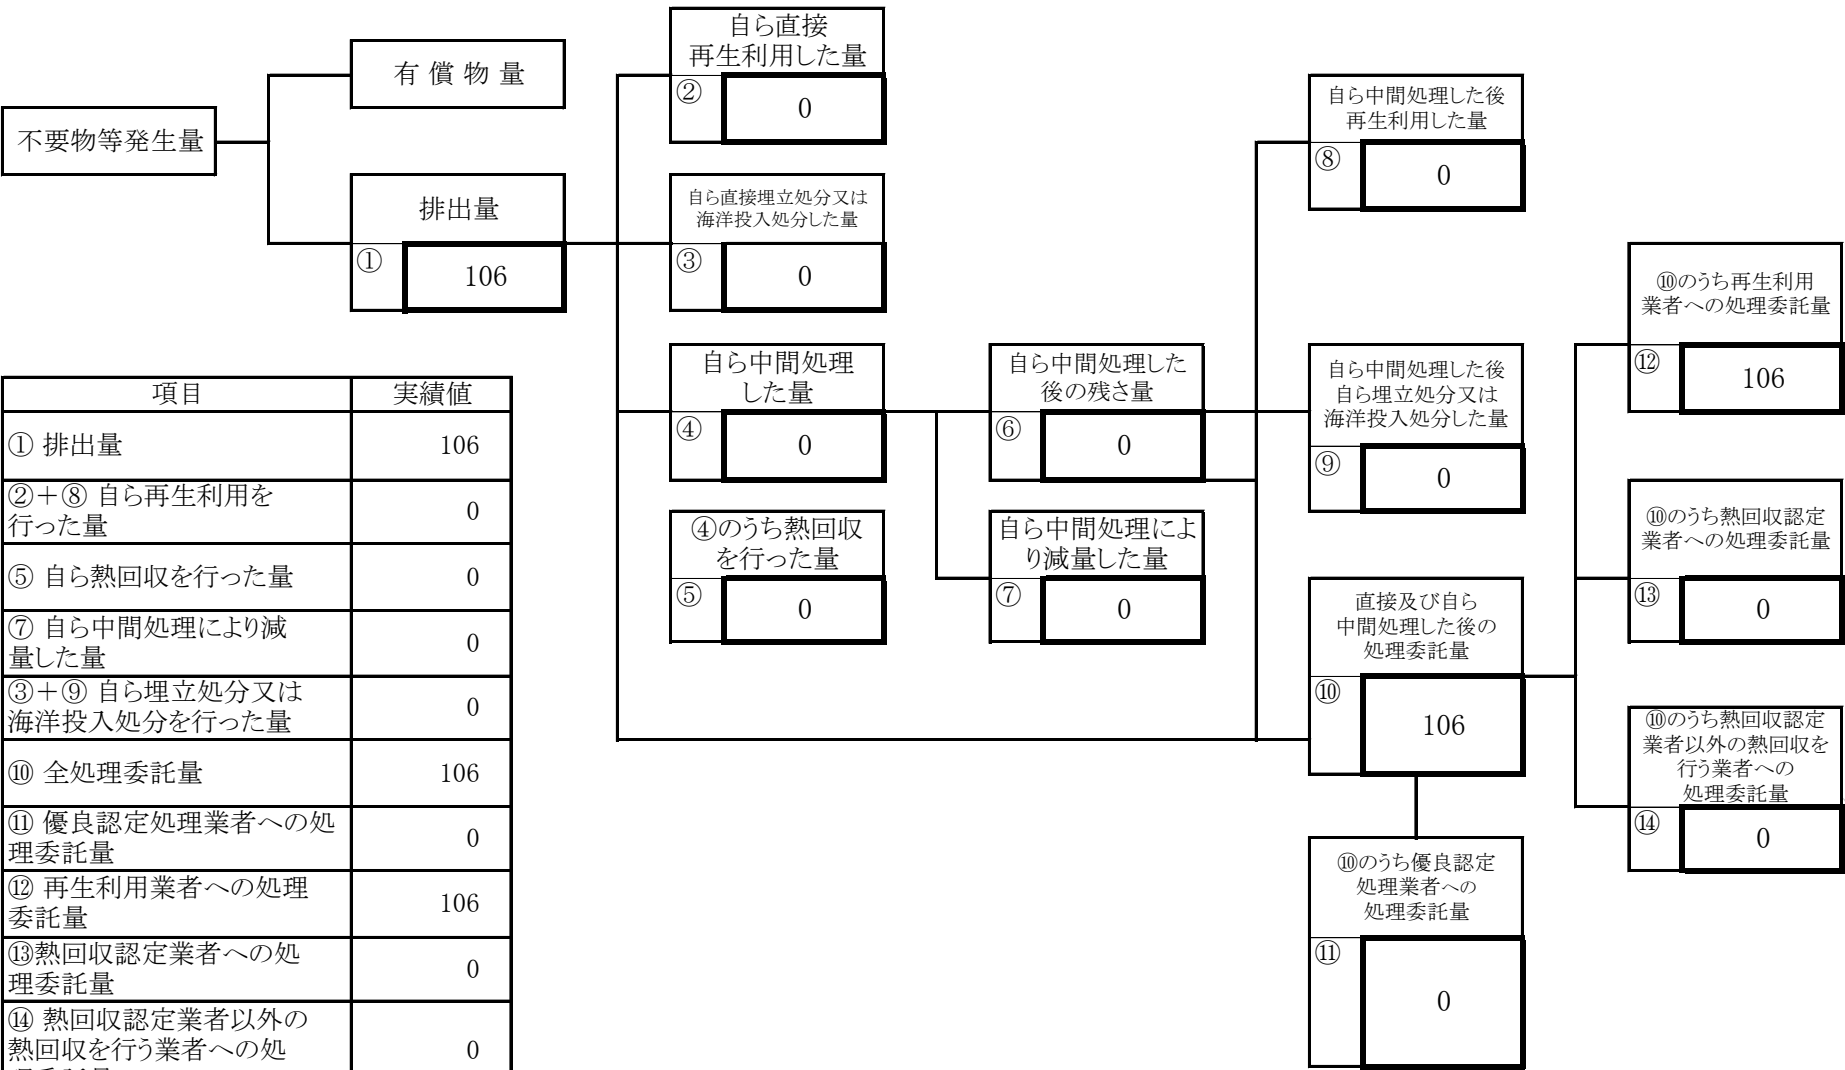 自ら直接
再生利用した量
②
0
有 償 物 量
不要物等発生量
排出量
①
106
自ら直接埋立処分又は
海洋投入処分した量
③
0
自ら中間処理した後
再生利用した量
⑧
0
自ら中間処理
した量
④
0
自ら中間処理した
後の残さ量
⑥
0
自ら中間処理した後
自ら埋立処分又は
海洋投入処分した量
⑨
0
④のうち熱回収
を行った量
⑤
0
自ら中間処理によ
り減量した量
⑦
0
直接及び自ら
中間処理した後の
処理委託量
⑩
106
⑩のうち優良認定
処理業者への
処理委託量
⑪
0
⑩のうち再生利用
業者への処理委託量
⑫
106
⑩のうち熱回収認定
業者への処理委託量
⑬
0
⑩のうち熱回収認定
業者以外の熱回収を
行う業者への
処理委託量
⑭
0
項目 実績値
① 排出量 106
②+⑧ 自ら再生利用を
行った量 0
⑤ 自ら熱回収を行った量 0
⑦ 自ら中間処理により減
量した量 0
③+⑨ 自ら埋立処分又は
海洋投入処分を行った量 0
⑩ 全処理委託量 106
⑪ 優良認定処理業者への処
理委託量 0
⑫ 再生利用業者への処理
委託量 106
⑬熱回収認定業者への処
理委託量 0
⑭ 熱回収認定業者以外の
熱回収を行う業者への処 0